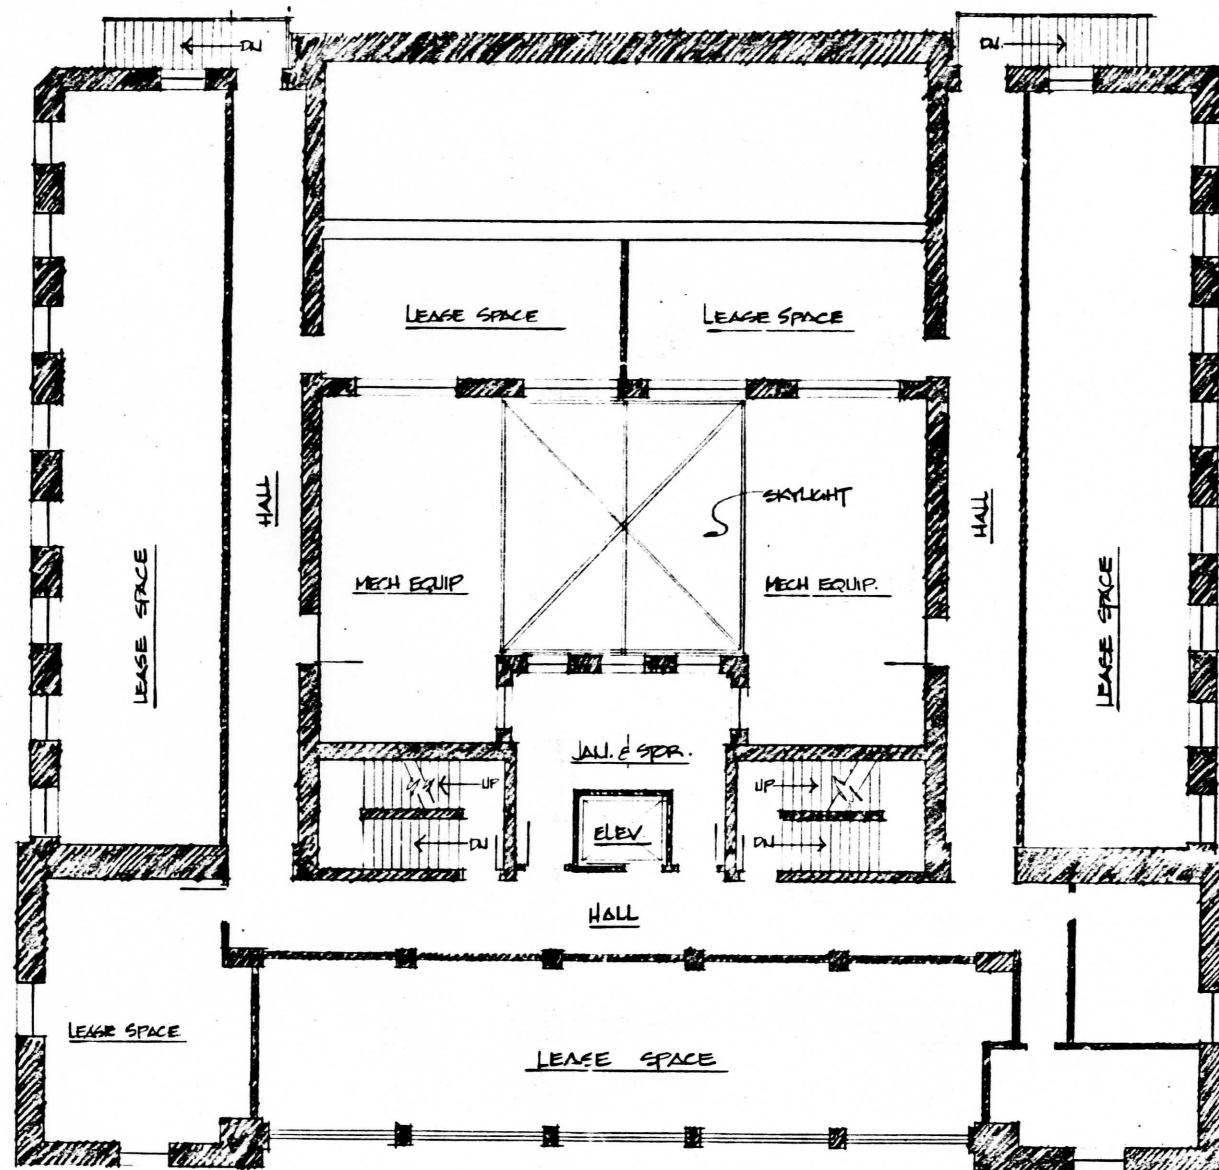 DN
DN.
LEASE SPACE
LEASE SPACE
HALL
SKYLIGHT
HALL
LEASE SPACE
MECH EQUIP
MECH EQUIP.
LEASE SPACE
JAN. & STOR.
UP
UP
ELEV.
DN
DN
HALL
LEASE SPACE
LEASE SPACE